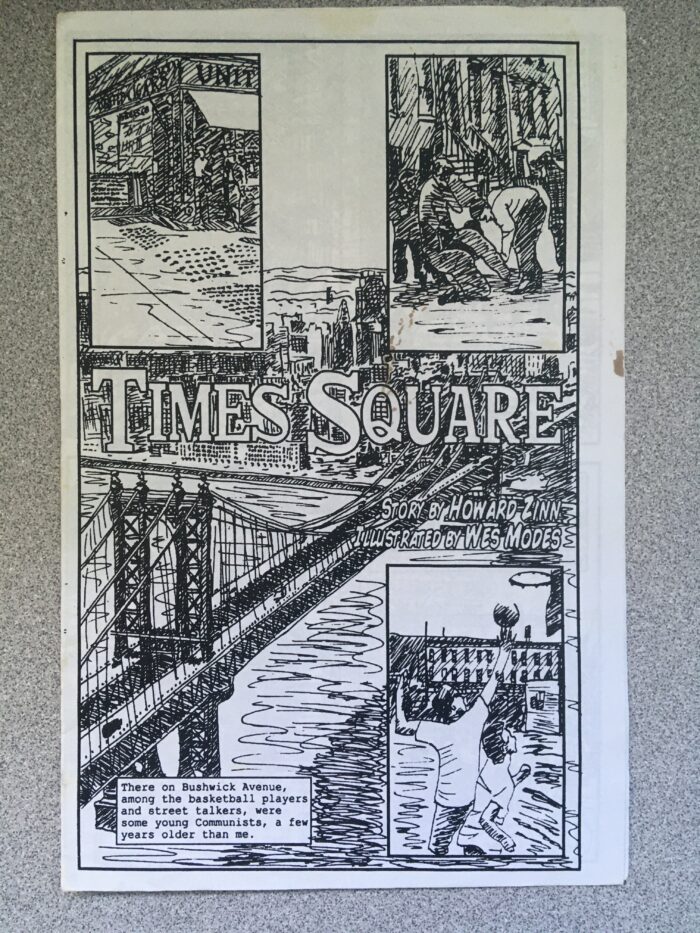 UNIT
TIMES SQUARE
STORY BY HOWARD ZINN
ILLUSTRATED BY WES MODES
There on Bushwick Avenue,
among the basketball players
and street talkers, were
some young Communists, a few
years older than me.